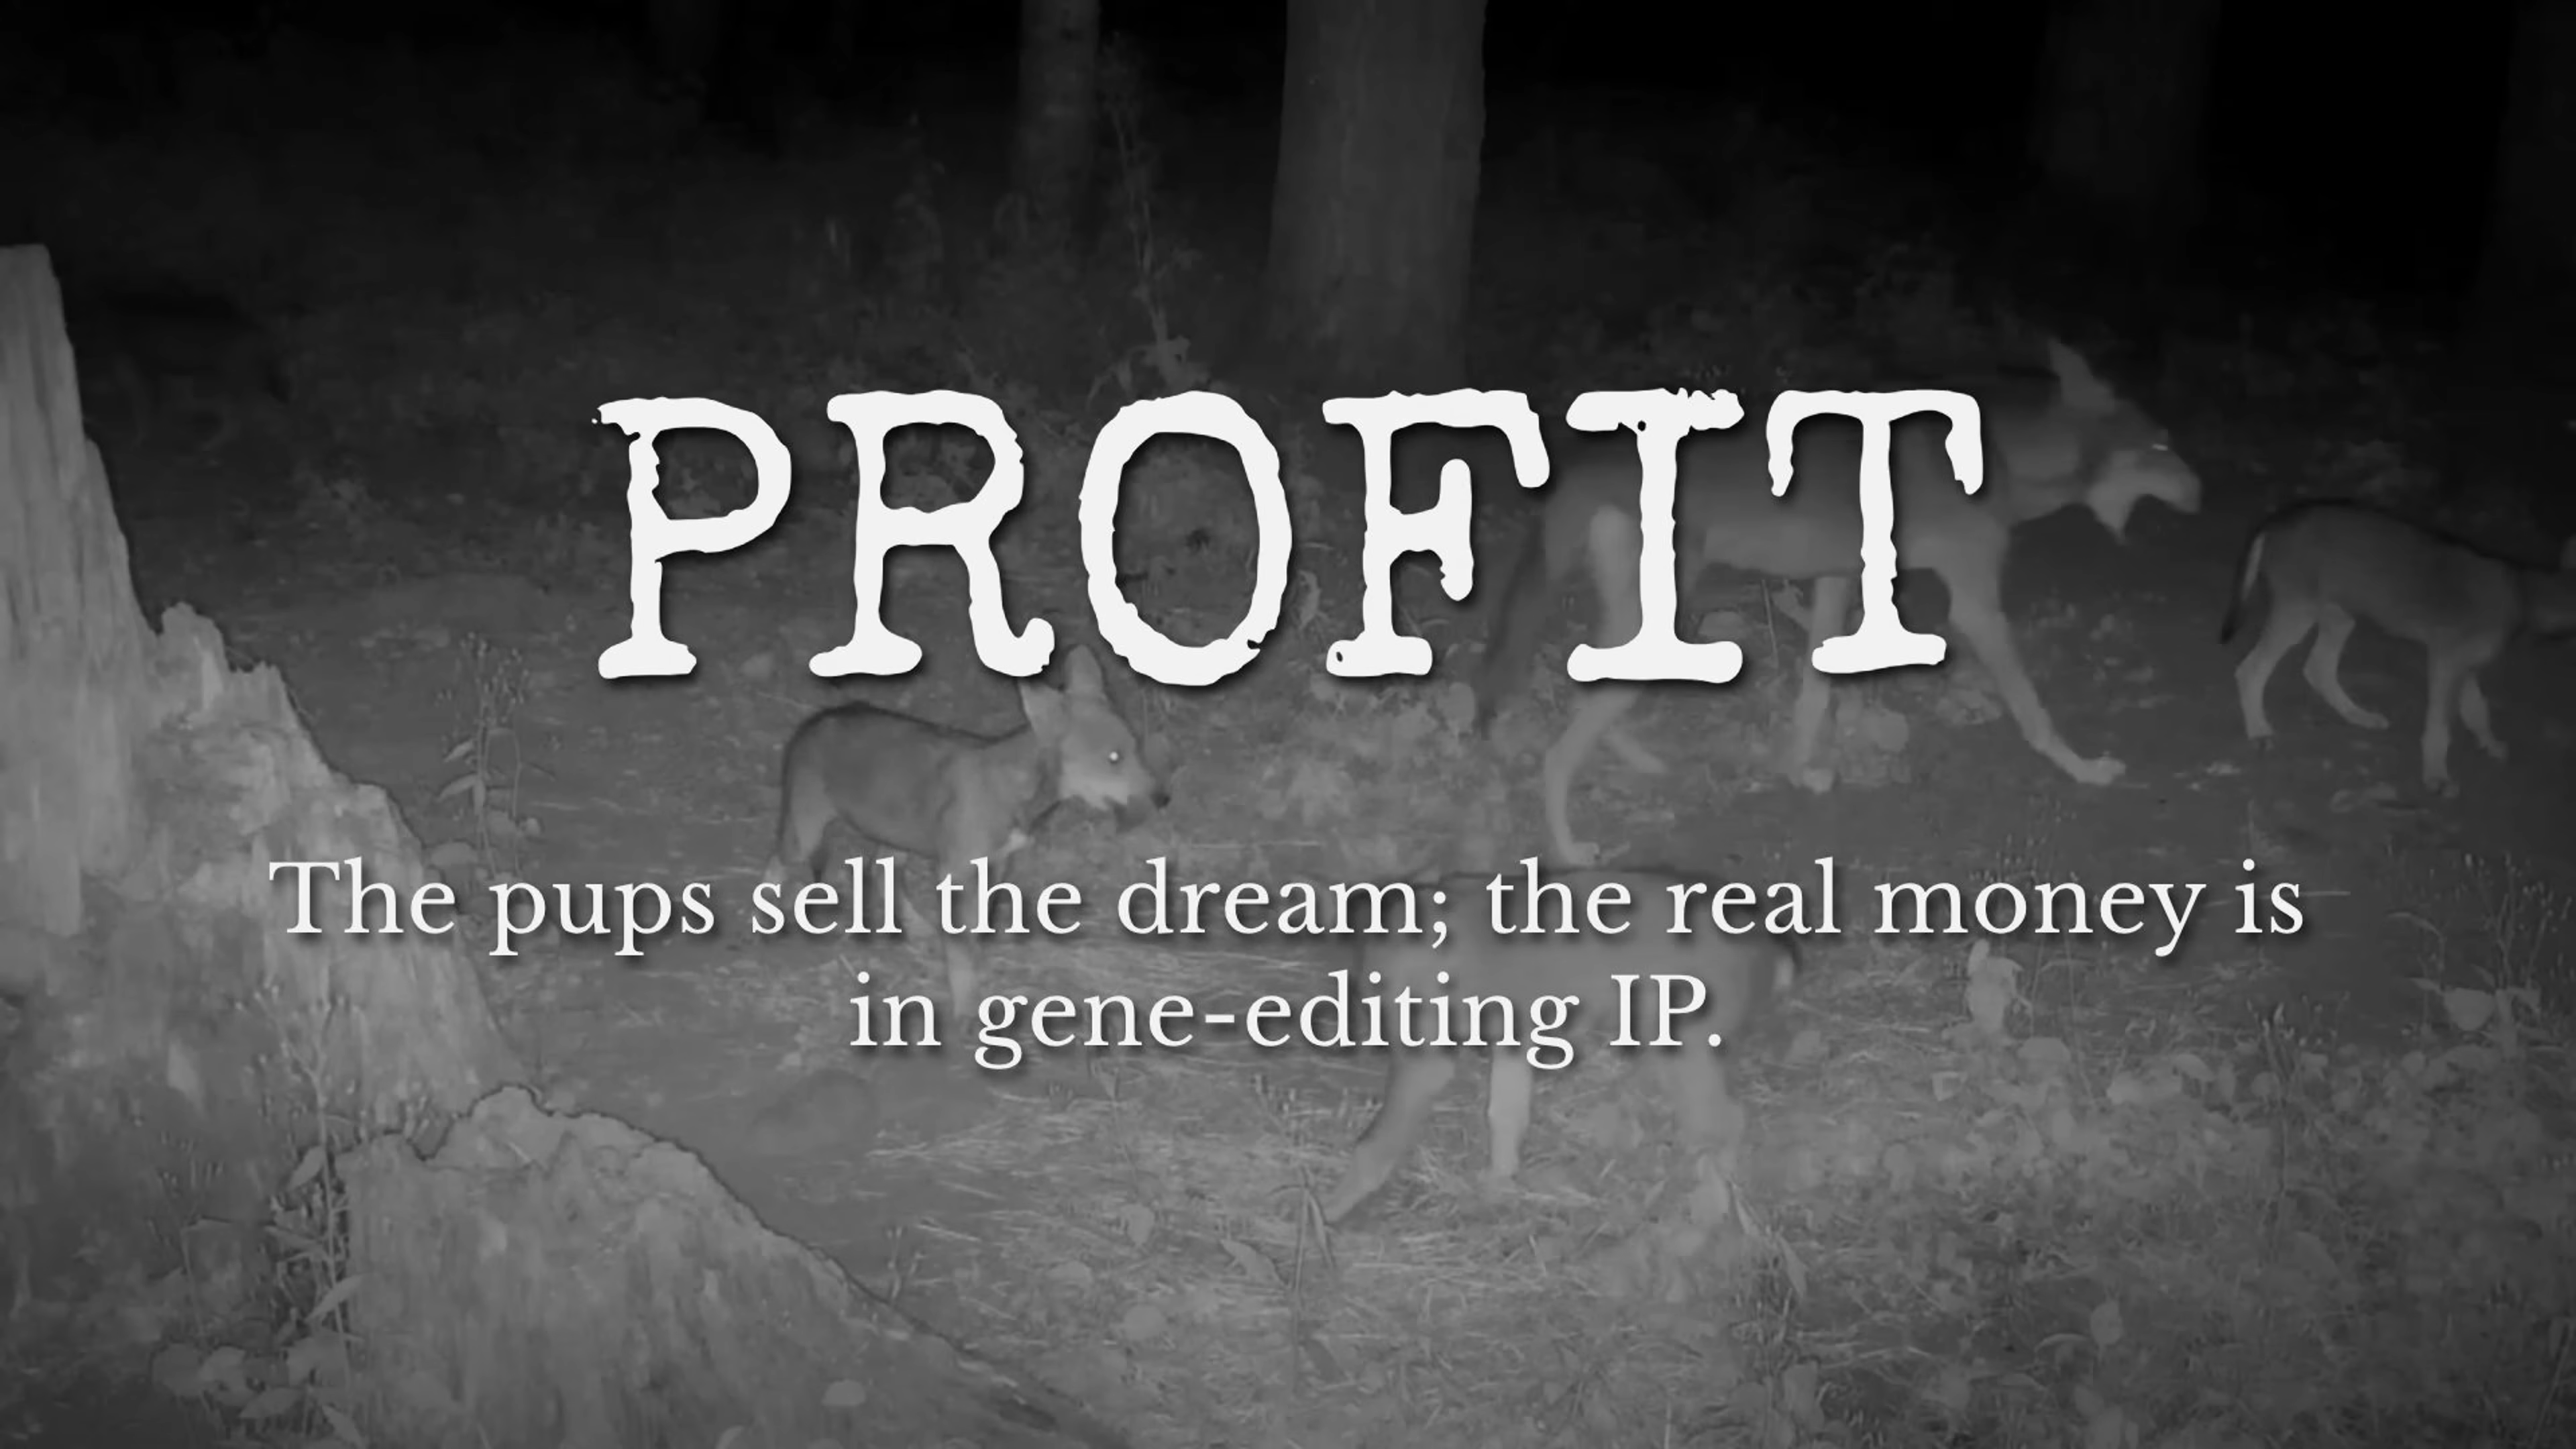 PROFIT
The pups sell the dream; the real money is
in gene-editing IP.